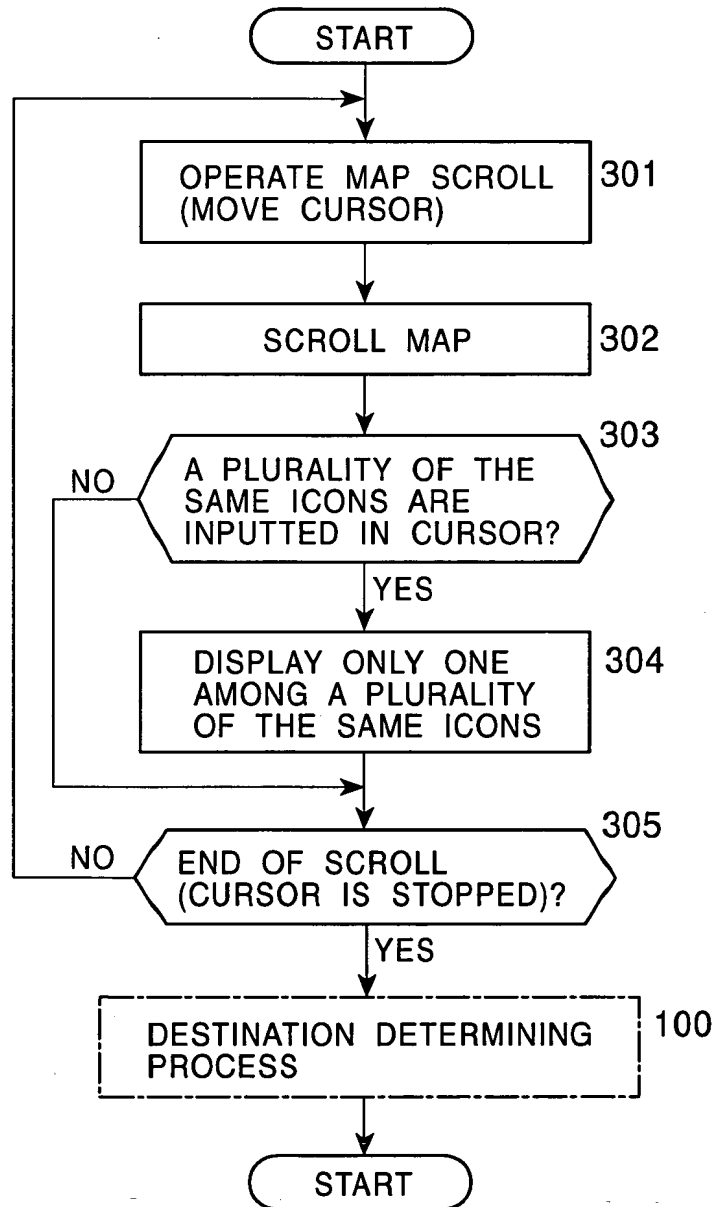 START
OPERATE MAP SCROLL
(MOVE CURSOR)
301
SCROLL MAP
302
303
A PLURALITY OF THE
SAME ICONS ARE
INPUTTED IN CURSOR?
NO
YES
DISPLAY ONLY ONE
AMONG A PLURALITY
OF THE SAME ICONS
304
305
END OF SCROLL
(CURSOR IS STOPPED)?
NO
YES
DESTINATION DETERMINING
PROCESS
100
START